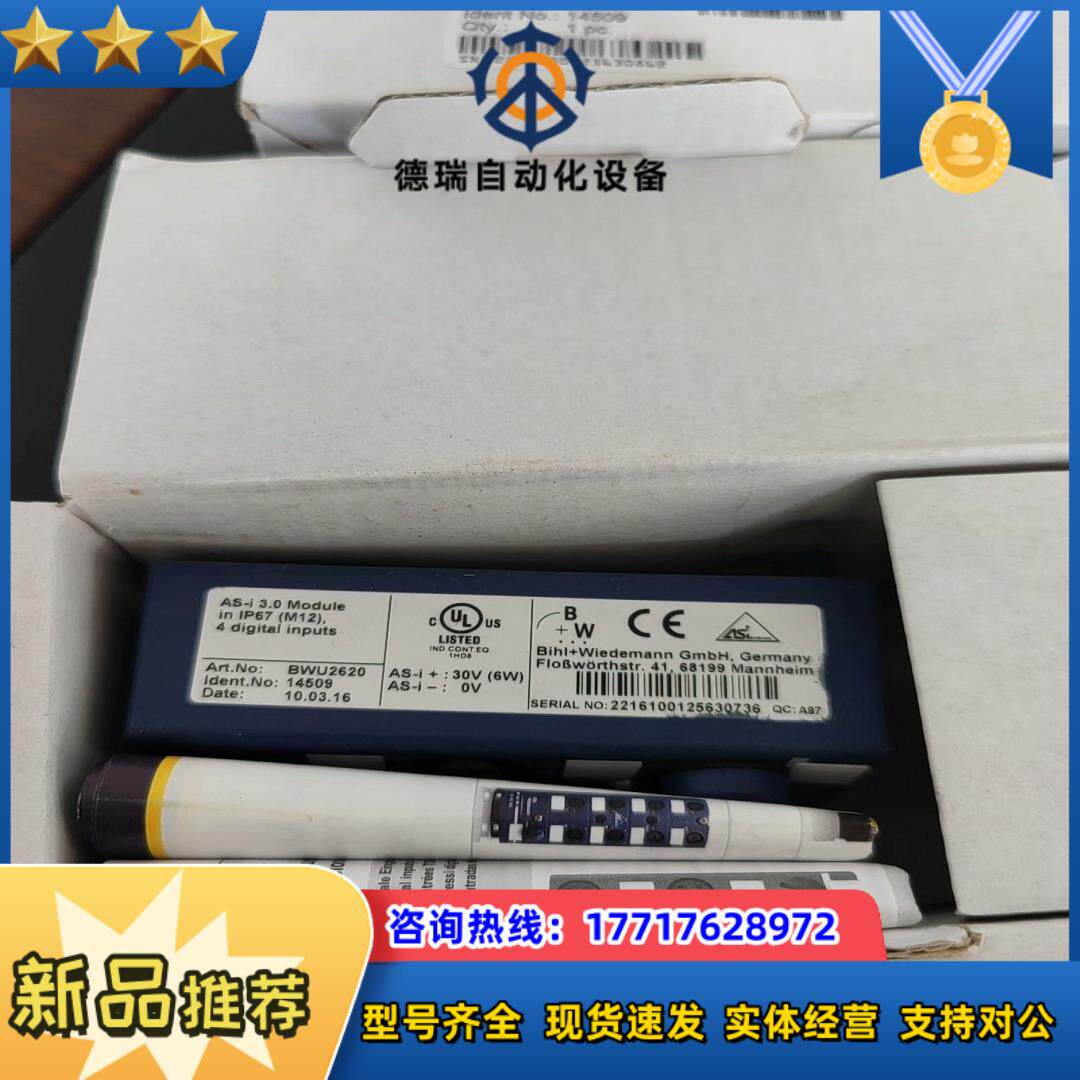 Ident No.: 14509
Qty.: 1 pc.
德瑞自动化设备
AS-i 3.0 Module
in IP67 (M12),
4 digital inputs
Art.No: BWU2620
Ident.No: 14509
Date: 10.03.16
C UL US
LISTED
IND.CONT.EQ.
1HD8
AS-i + : 30V (6W)
AS-i – : 0V
B
+W CE ASi
Bihl+Wiedemann GmbH, Germany
Floßwörthstr. 41, 68199 Mannheim
SERIAL NO: 2216100125630736 QC: A87
咨询热线：17717628972
新品推荐
型号齐全 现货速发 实体经营 支持对公